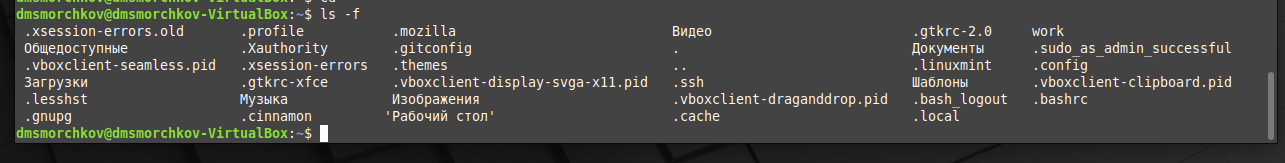 dmsmorchkov@dmsmorchkov-VirtualBox:~$ ls -f
.xsession-errors.old .profile .mozilla Видео .gtkrc-2.0 work
Общедоступные .Xauthority .gitconfig . Документы .sudo_as_admin_successful
.vboxclient-seamless.pid .xsession-errors .themes .. .linuxmint .config
Загрузки .gtkrc-xfce .vboxclient-display-svga-x11.pid .ssh Шаблоны .vboxclient-clipboard.pid
.lesshst Музыка Изображения .vboxclient-draganddrop.pid .bash_logout .bashrc
.gnupg .cinnamon 'Рабочий стол' .cache .local
dmsmorchkov@dmsmorchkov-VirtualBox:~$